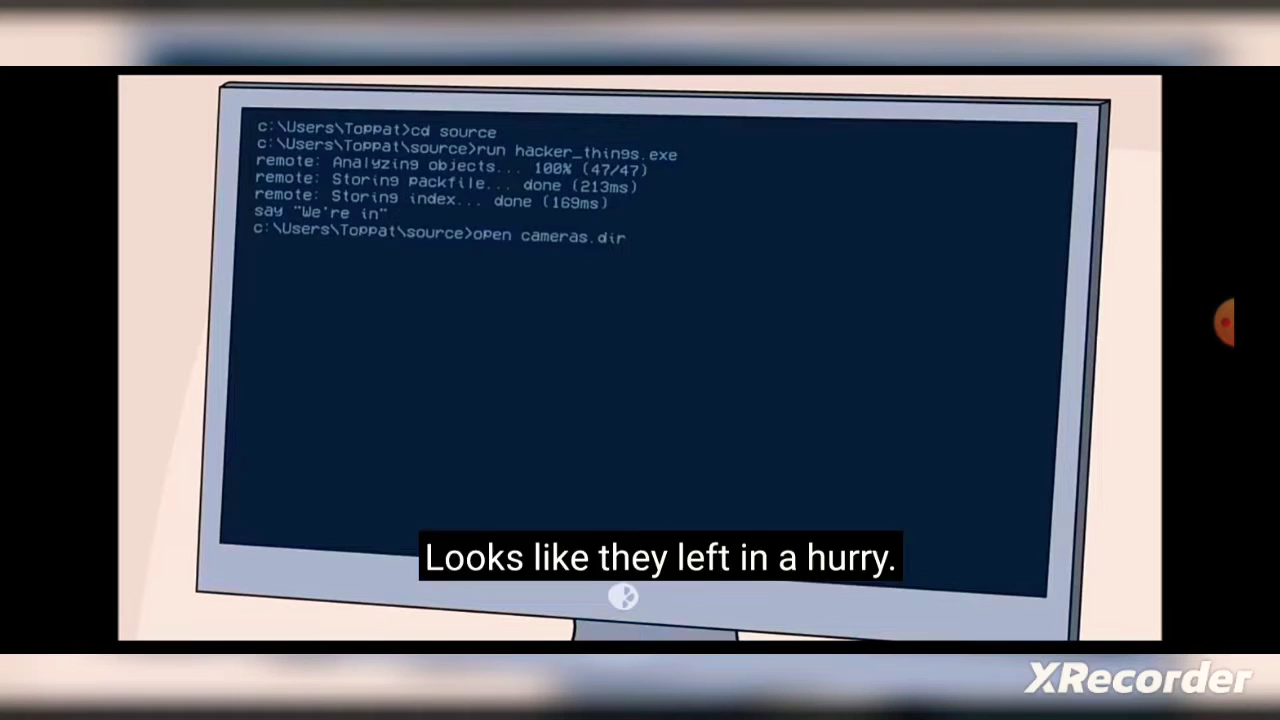 c:\Users\Toppat>cd source
c:\Users\Toppat\source>run hacker_things.exe
remote: Analyzing objects... 100% (47/47)
remote: Storing packfile... done (213ms)
remote: Storing index... done (169ms)
say "We're in"
c:\Users\Toppat\source>open cameras.dir
Looks like they left in a hurry.
XRecorder